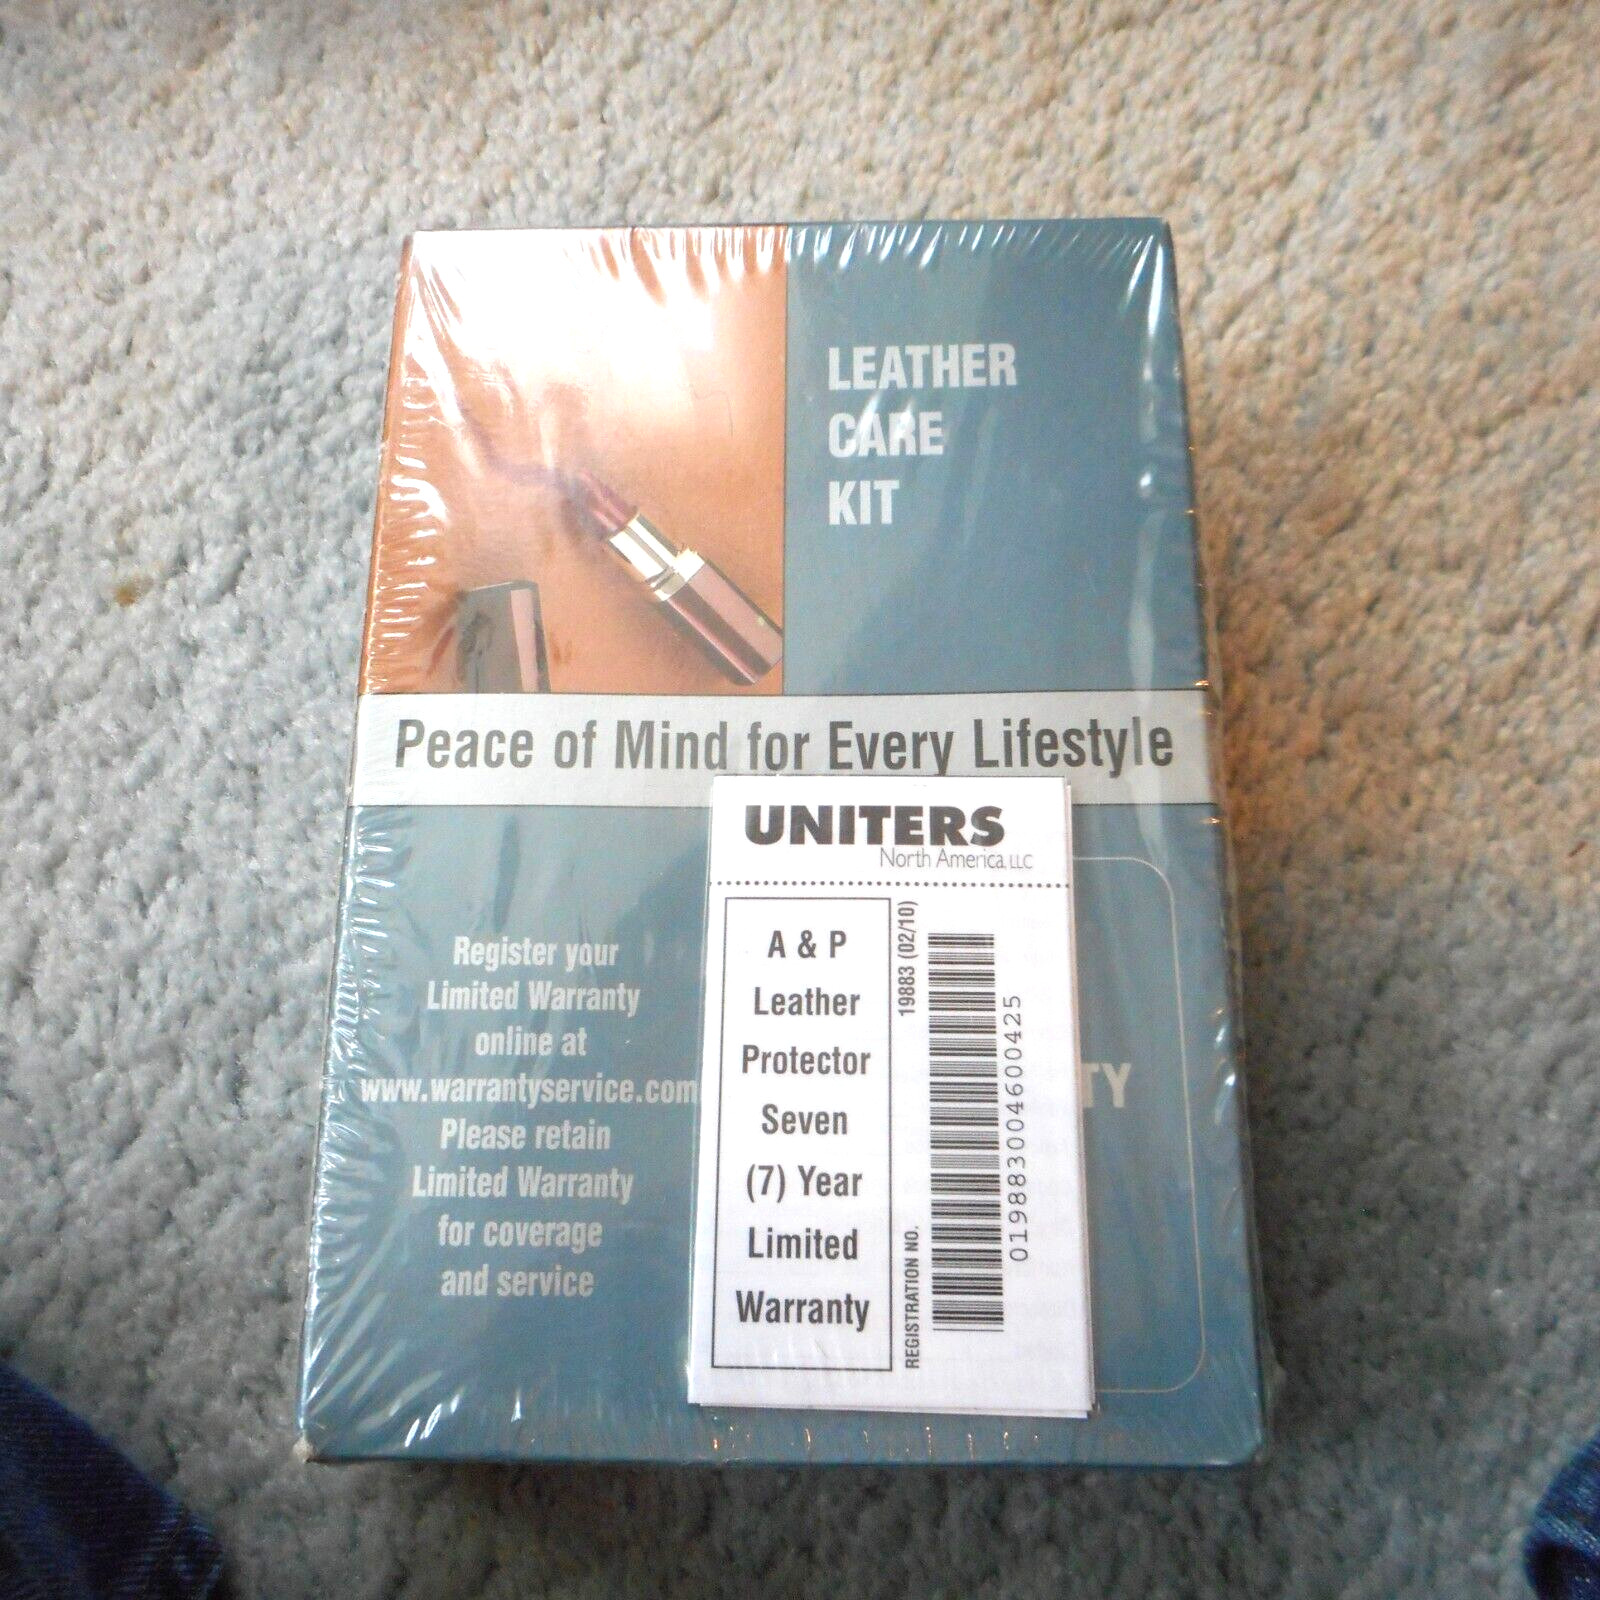 LEATHER
CARE
KIT
Peace of Mind for Every Lifestyle
Register your
Limited Warranty
online at
www.warrantyservice.com
Please retain
Limited Warranty
for coverage
and service
UNITERS
North America, LLC
A & P
Leather
Protector
Seven
(7) Year
Limited
Warranty
REGISTRATION NO.
19883 (02/10)
019883004600425
TY